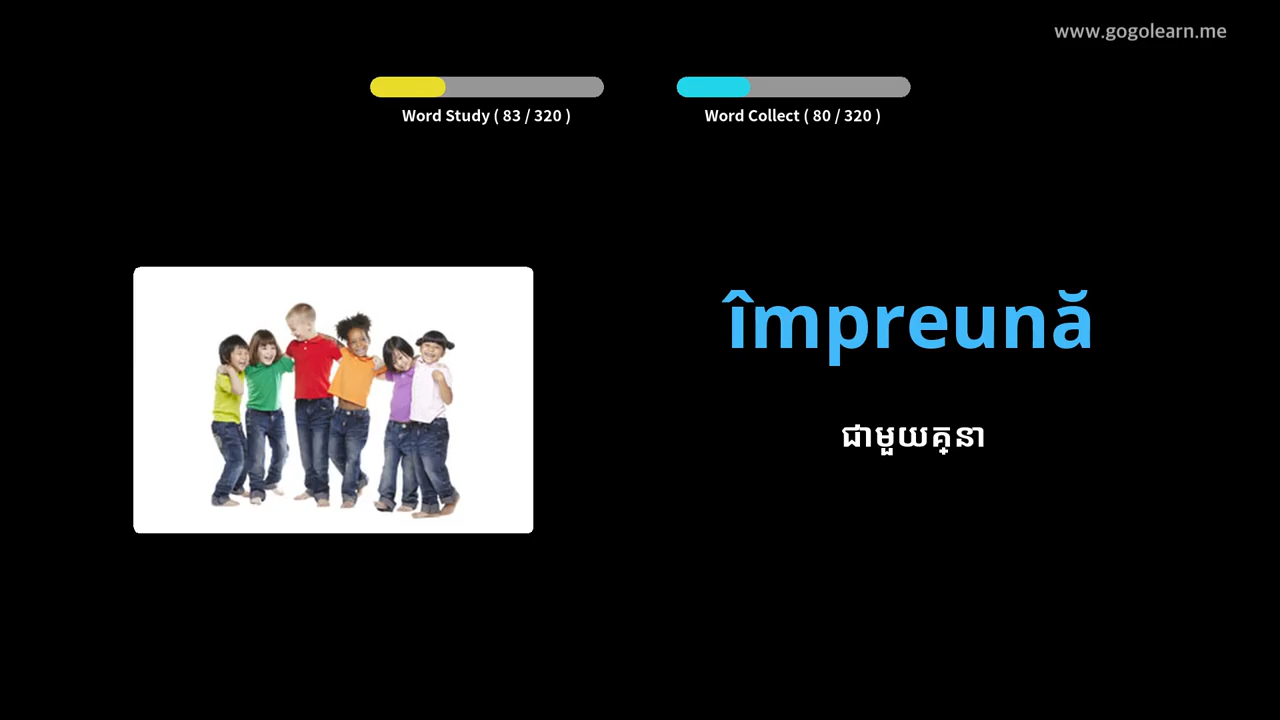 www.gogolearn.me
Word Study ( 83 / 320 )
Word Collect ( 80 / 320 )
împreună
ជាមួយគ្នា